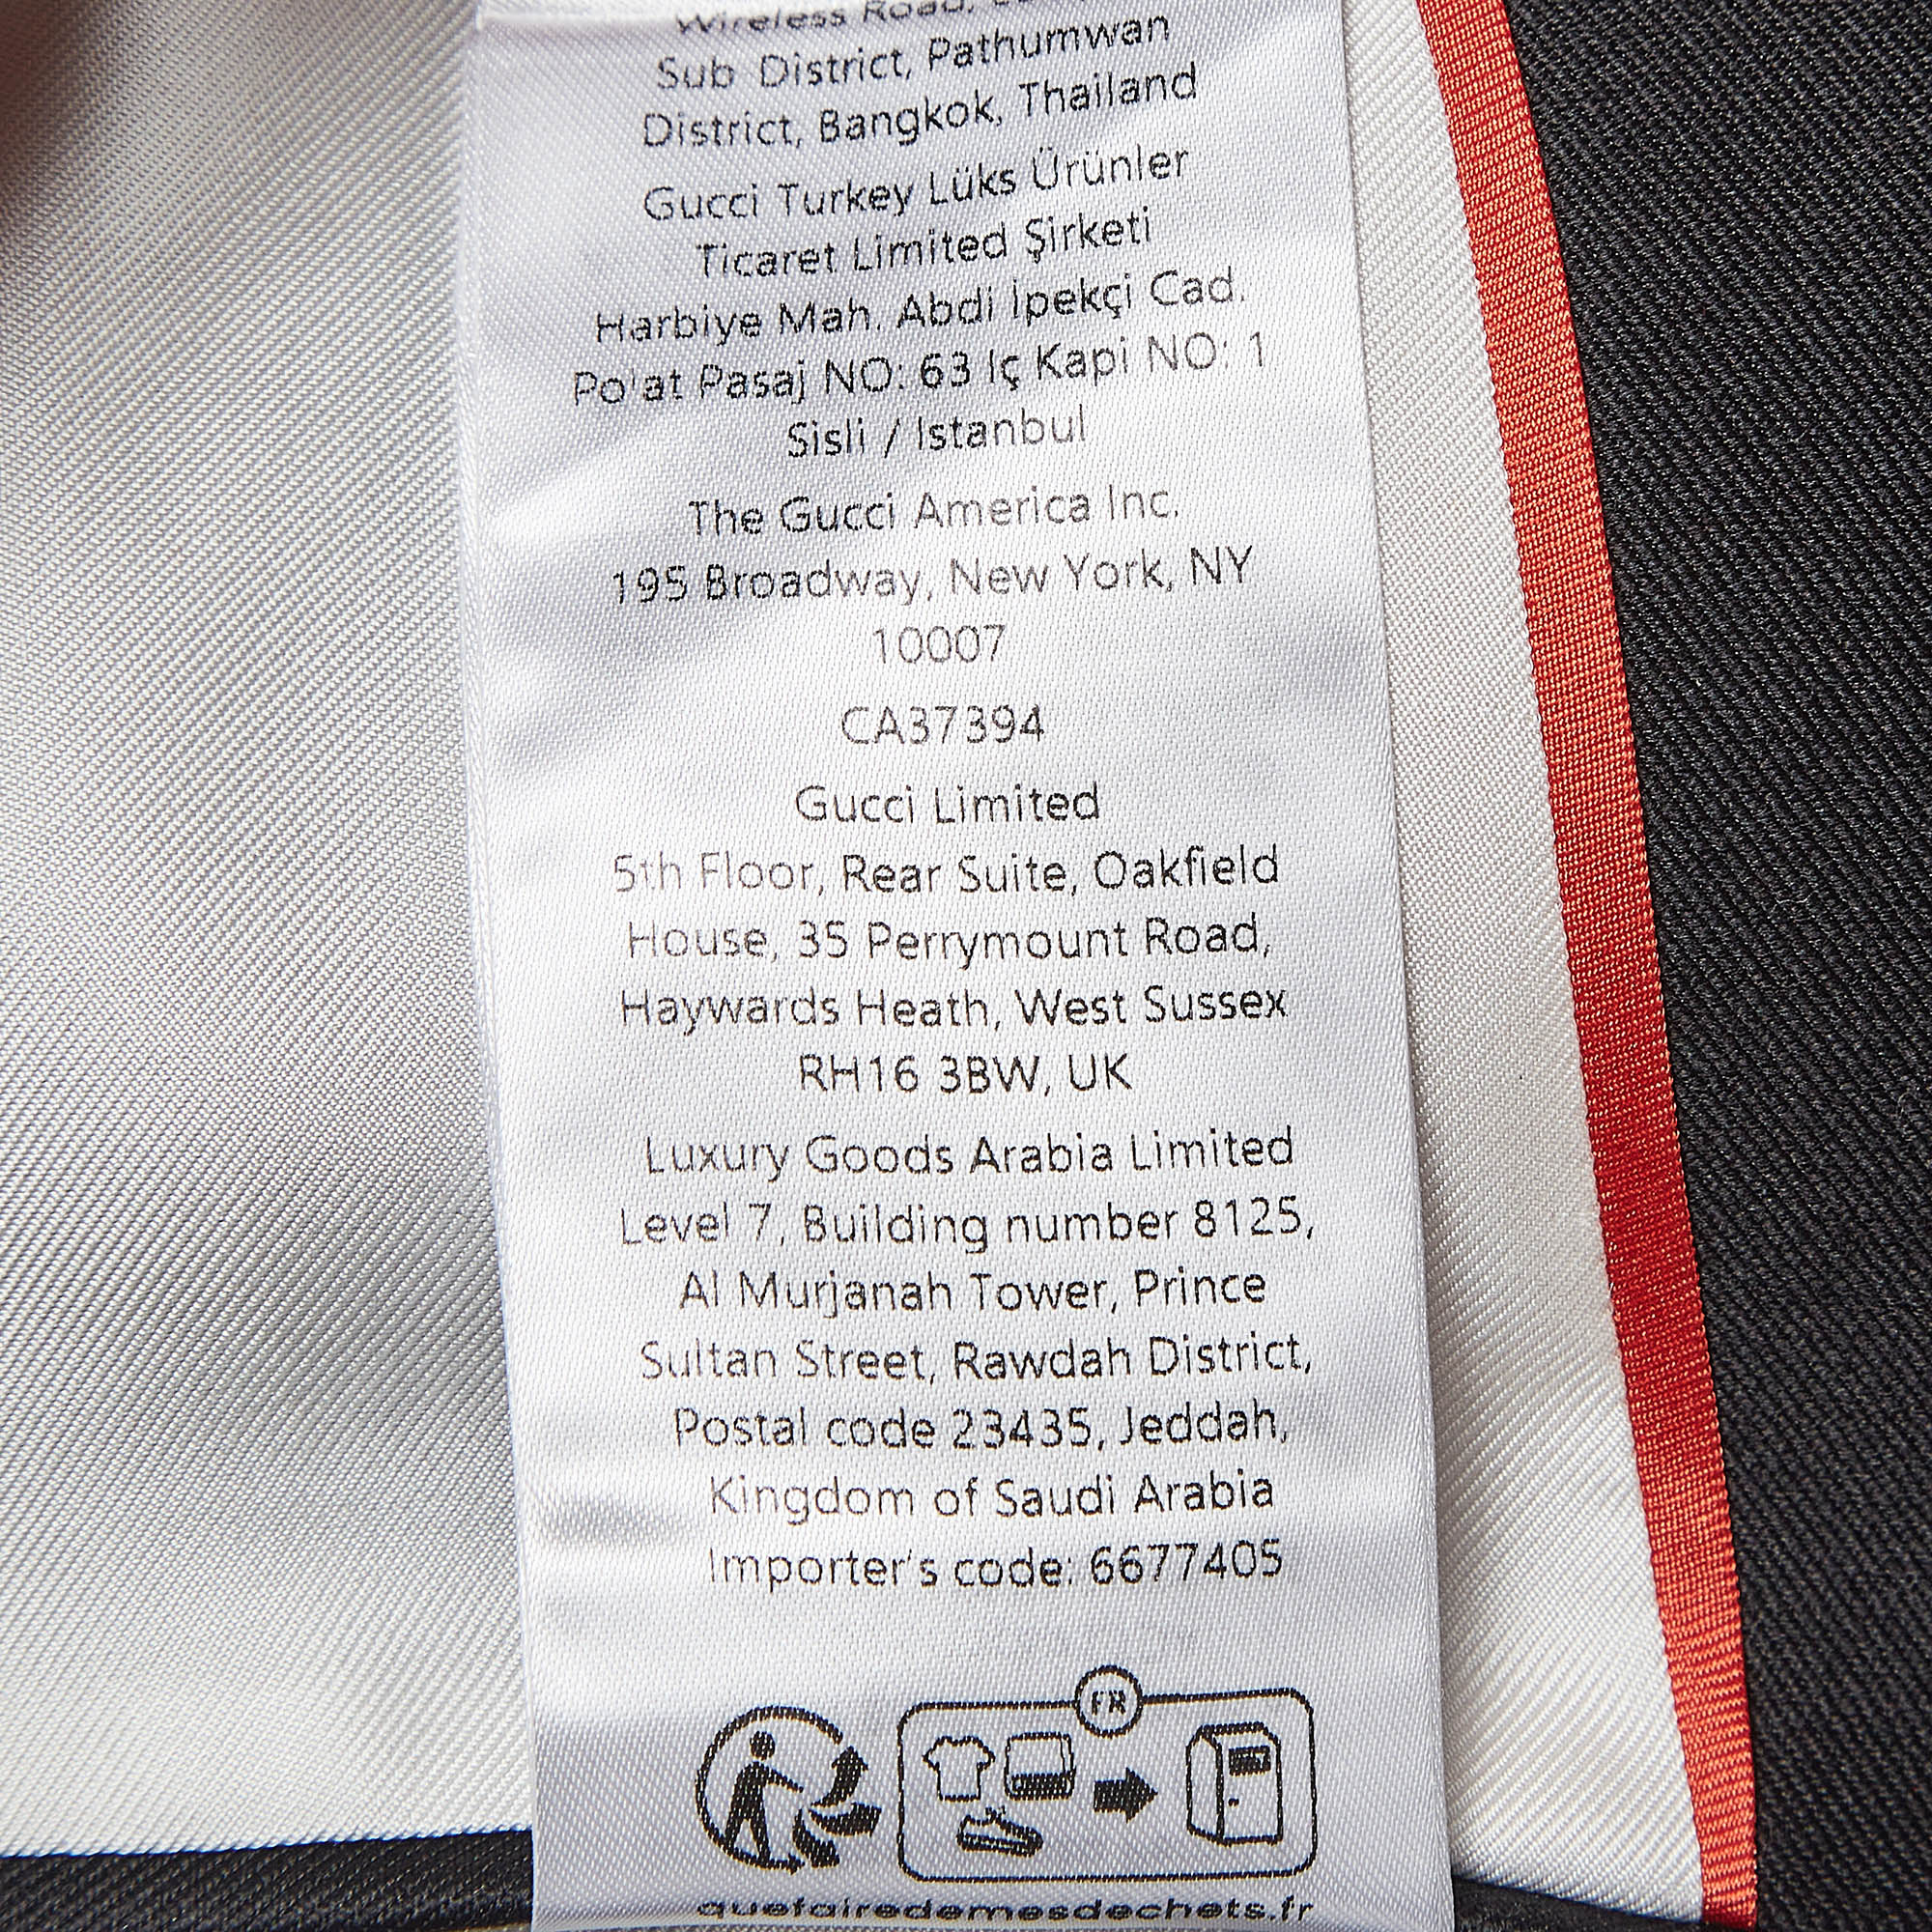 Wireless Road,
Sub District, Pathumwan
District, Bangkok, Thailand
Gucci Turkey Lüks Ürünler
Ticaret Limited Şirketi
Harbiye Mah. Abdi İpekçi Cad.
Polat Pasaj NO: 63 Iç Kapi NO: 1
Sisli / Istanbul
The Gucci America Inc.
195 Broadway, New York, NY
10007
CA37394
Gucci Limited
5th Floor, Rear Suite, Oakfield
House, 35 Perrymount Road,
Haywards Heath, West Sussex
RH16 3BW, UK
Luxury Goods Arabia Limited
Level 7, Building number 8125,
Al Murjanah Tower, Prince
Sultan Street, Rawdah District,
Postal code 23435, Jeddah,
Kingdom of Saudi Arabia
Importer's code: 6677405
FR
quefairedemesdechets.fr